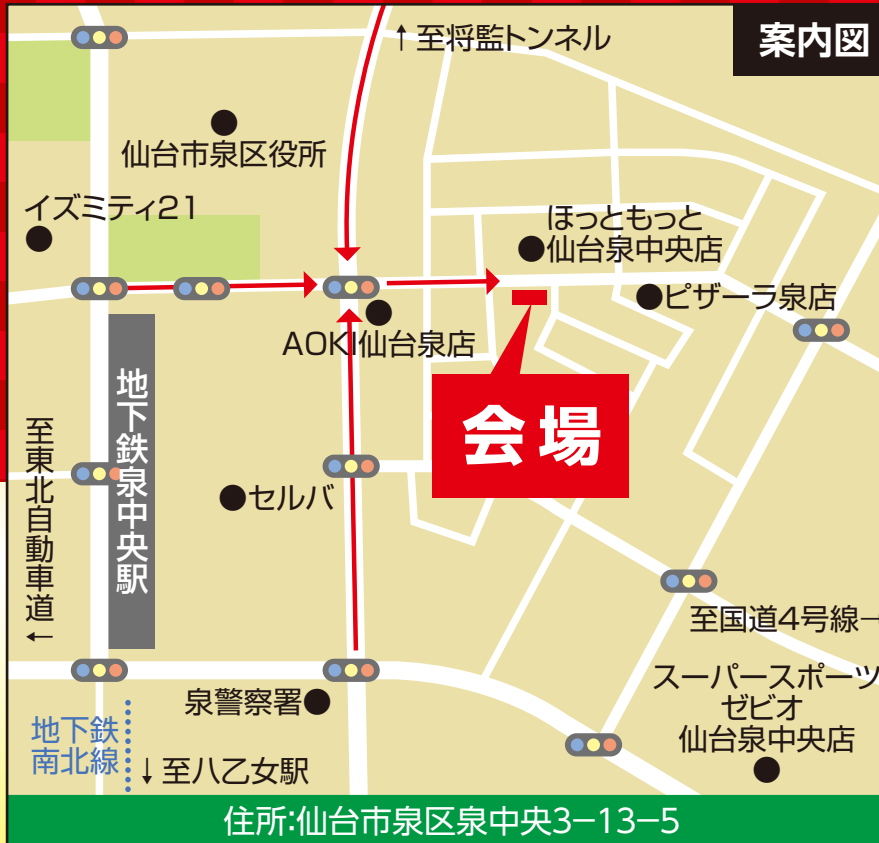 案内図
↑至将監トンネル
仙台市泉区役所
イズミティ21
ほっともっと
仙台泉中央店
ピザーラ泉店
AOKI仙台泉店
会場
地下鉄泉中央駅
至東北自動車道←
セルバ
至国道4号線→
スーパースポーツ
ゼビオ
仙台泉中央店
泉警察署
地下鉄
南北線
↓至八乙女駅
住所:仙台市泉区泉中央3−13−5